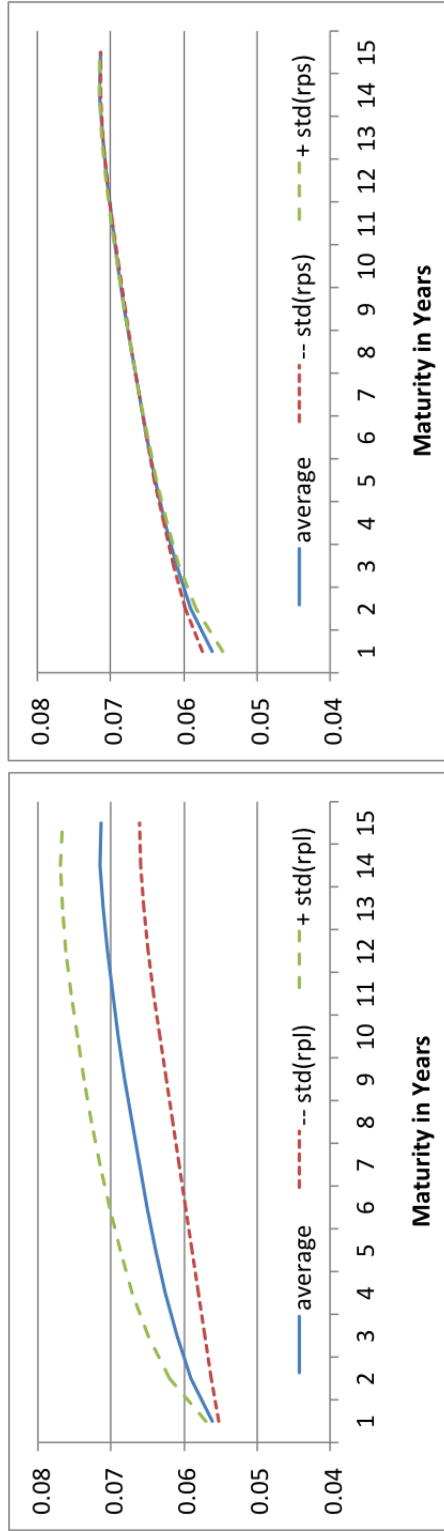 0.08
0.07
0.06
0.05
0.04
average
-- std(rpl)
+ std(rpl)
1 2 3 4 5 6 7 8 9 10 11 12 13 14 15
Maturity in Years
0.08
0.07
0.06
0.05
0.04
average
-- std(rps)
+ std(rps)
1 2 3 4 5 6 7 8 9 10 11 12 13 14 15
Maturity in Years